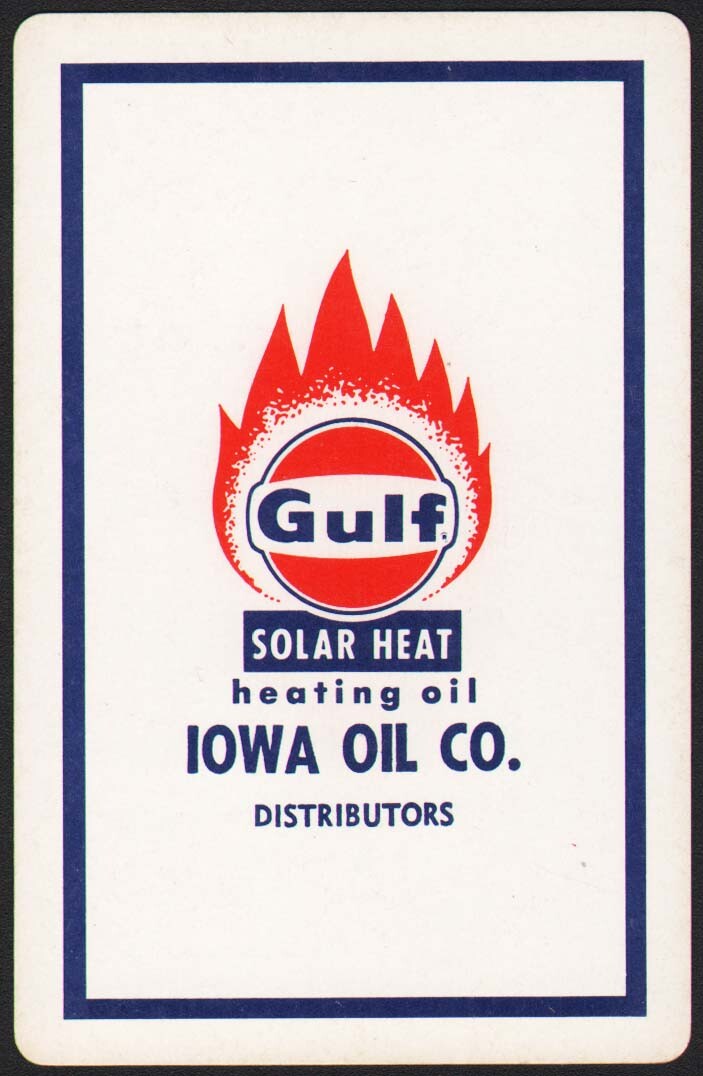 Gulf
SOLAR HEAT
heating oil
IOWA OIL CO.
DISTRIBUTORS